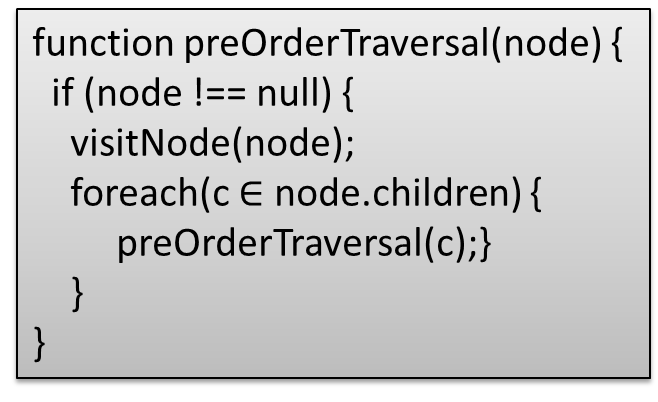 function preOrderTraversal(node) {
if (node !== null) {
visitNode(node);
foreach(c ∈ node.children) {
preOrderTraversal(c);}
}
}